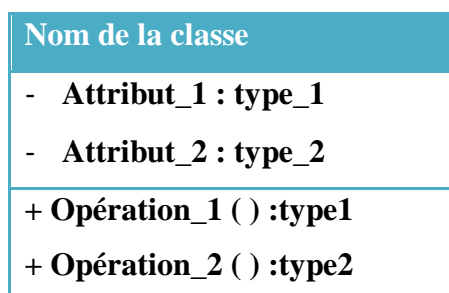 Nom de la classe
- Attribut_1 : type_1
- Attribut_2 : type_2
+ Opération_1 ( ) :type1
+ Opération_2 ( ) :type2